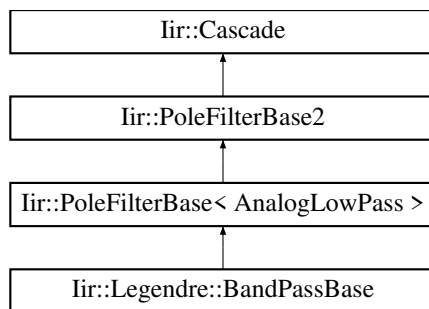 Iir::Cascade
Iir::PoleFilterBase2
Iir::PoleFilterBase< AnalogLowPass >
Iir::Legendre::BandPassBase